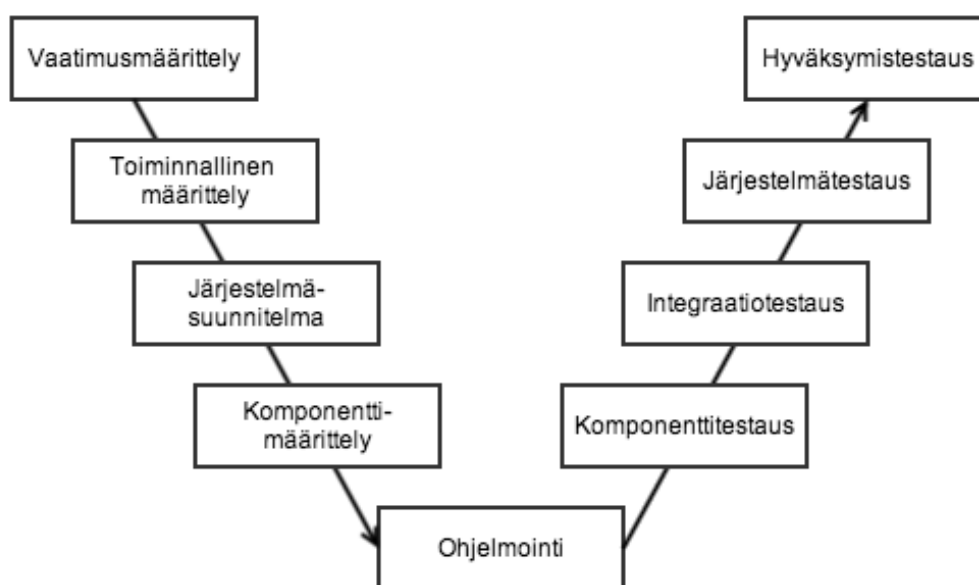 Vaatimusmäärittely
Hyväksymistestaus
Toiminnallinen
määrittely
Järjestelmätestaus
Järjestelmä-
suunnitelma
Integraatiotestaus
Komponentti-
määrittely
Komponenttitestaus
Ohjelmointi